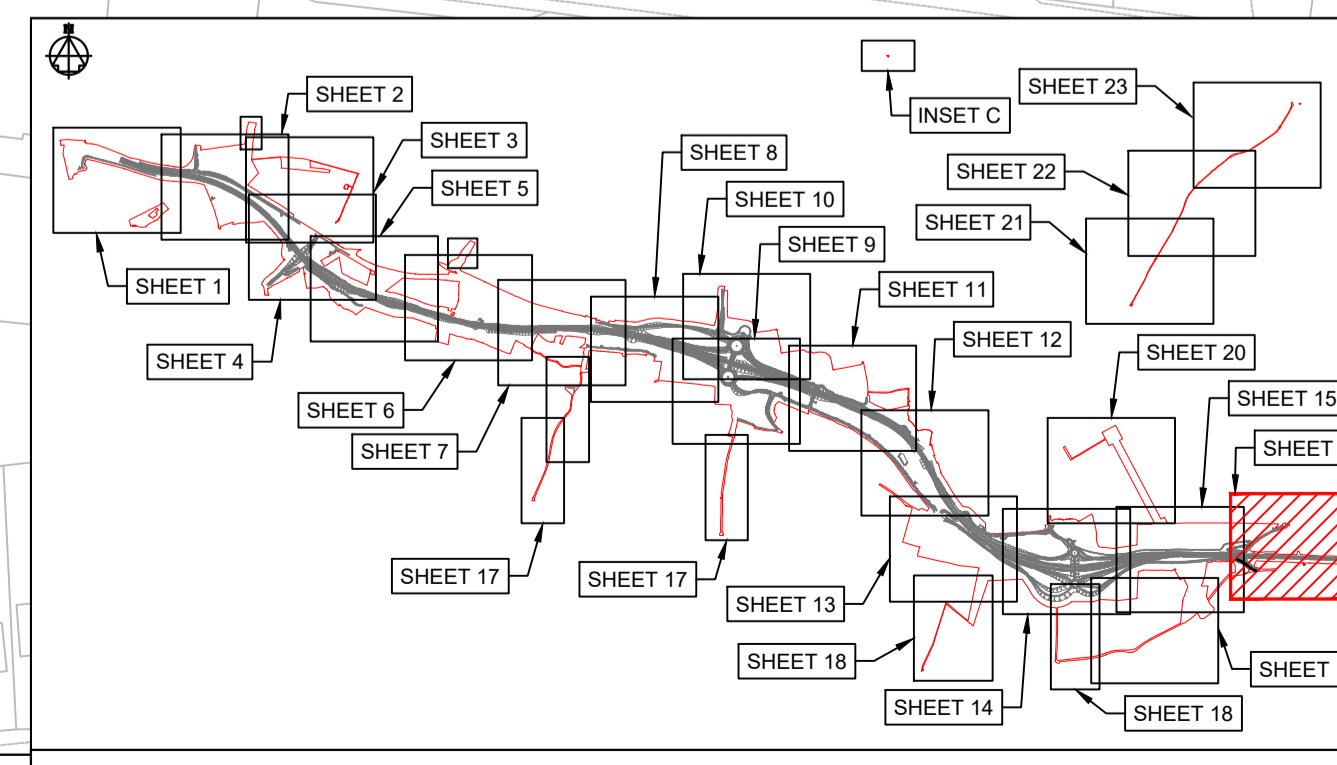 SHEET 2
INSET C
SHEET 23
SHEET 3
SHEET 8
SHEET 22
SHEET 5
SHEET 10
SHEET 21
SHEET 9
SHEET 1
SHEET 11
SHEET 12
SHEET 20
SHEET 4
SHEET 15
SHEET 6
SHEET 7
SHEET
SHEET 17
SHEET 17
SHEET 13
SHEET 18
SHEET
SHEET 14
SHEET 18